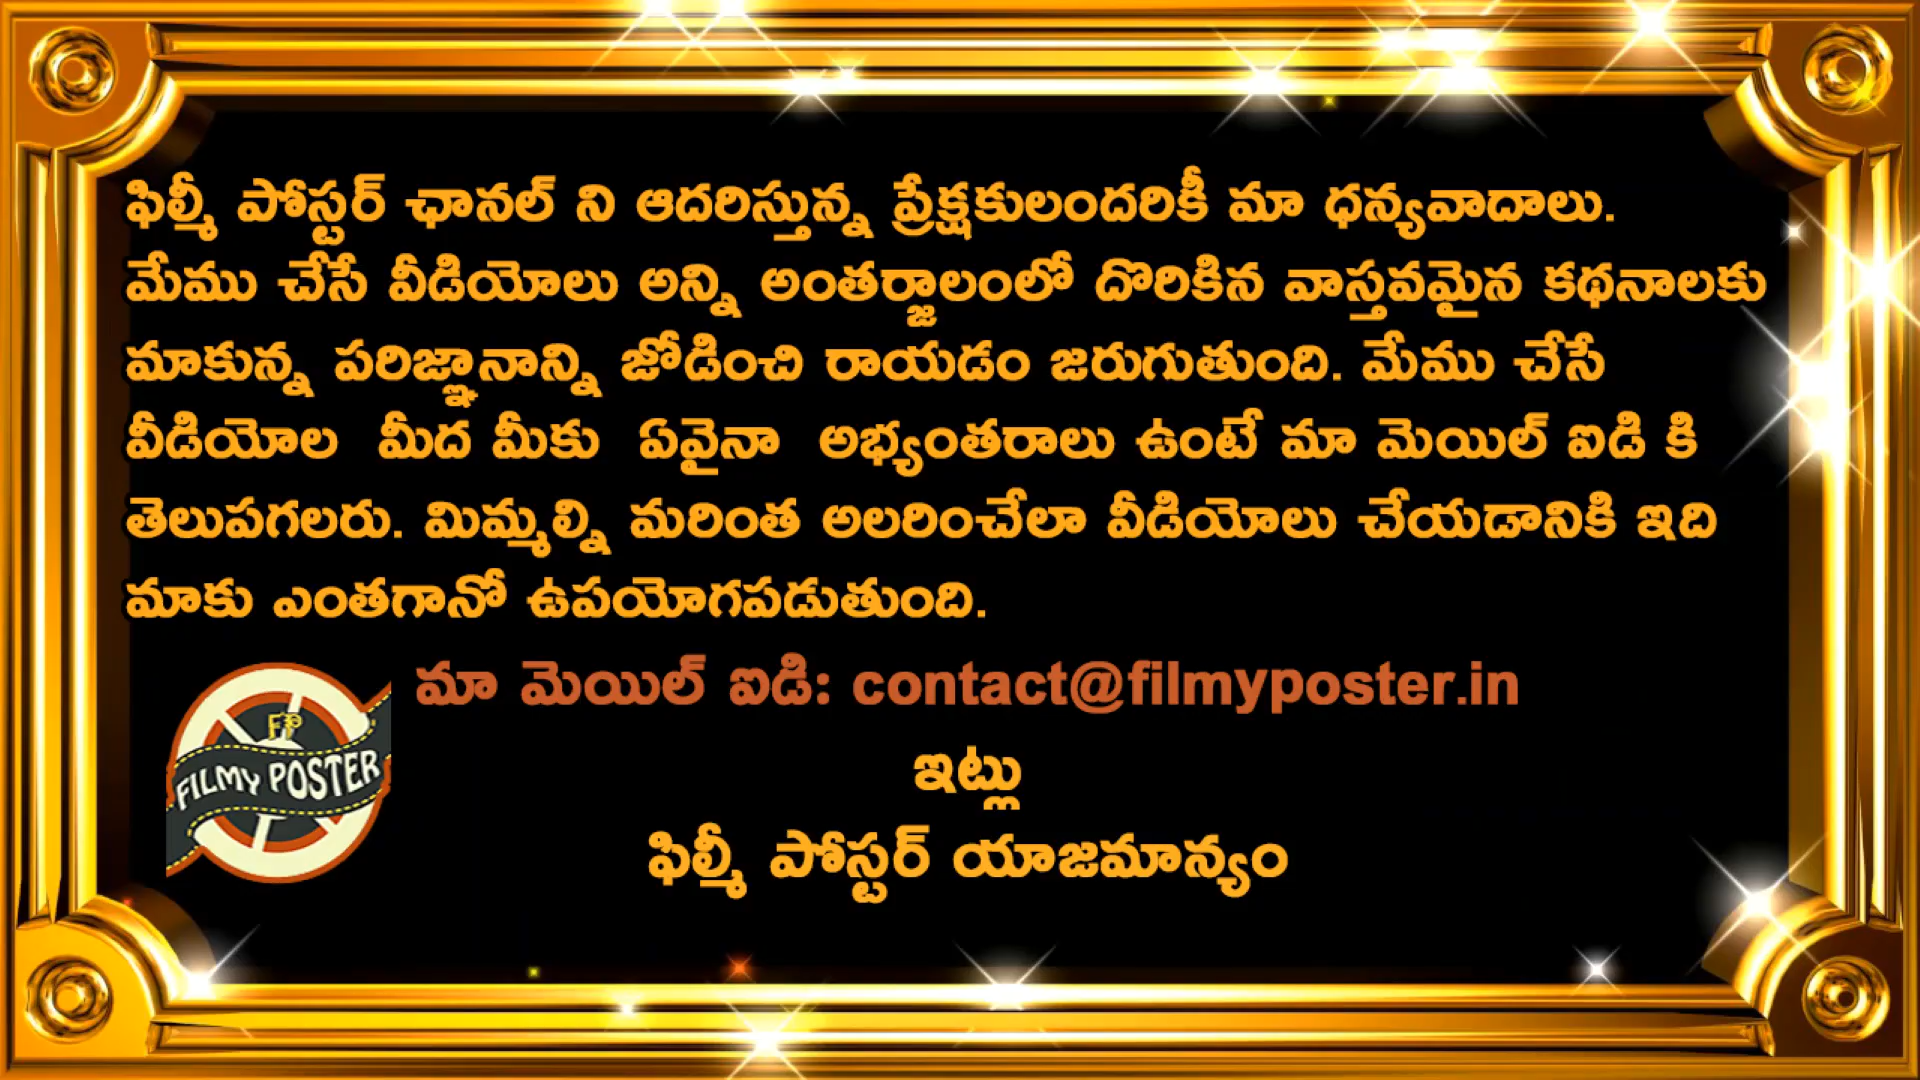 ఫిల్మీ పోస్టర్ ఛానల్ ని ఆదరిస్తున్న ప్రేక్షకులందరికీ మా ధన్యవాదాలు.
మేము చేసే వీడియోలు అన్ని అంతర్జాలంలో దొరికిన వాస్తవమైన కథనాలకు
మాకున్న పరిజ్ఞానాన్ని జోడించి రాయడం జరుగుతుంది. మేము చేసే
వీడియోల మీద మీకు ఏవైనా అభ్యంతరాలు ఉంటే మా మెయిల్ ఐడి కి
తెలుపగలరు. మిమ్మల్ని మరింత అలరించేలా వీడియోలు చేయడానికి ఇది
మాకు ఎంతగానో ఉపయోగపడుతుంది.
మా మెయిల్ ఐడి: contact@filmyposter.in
FP
FILMY POSTER
ఇట్లు
ఫిల్మీ పోస్టర్ యాజమాన్యం